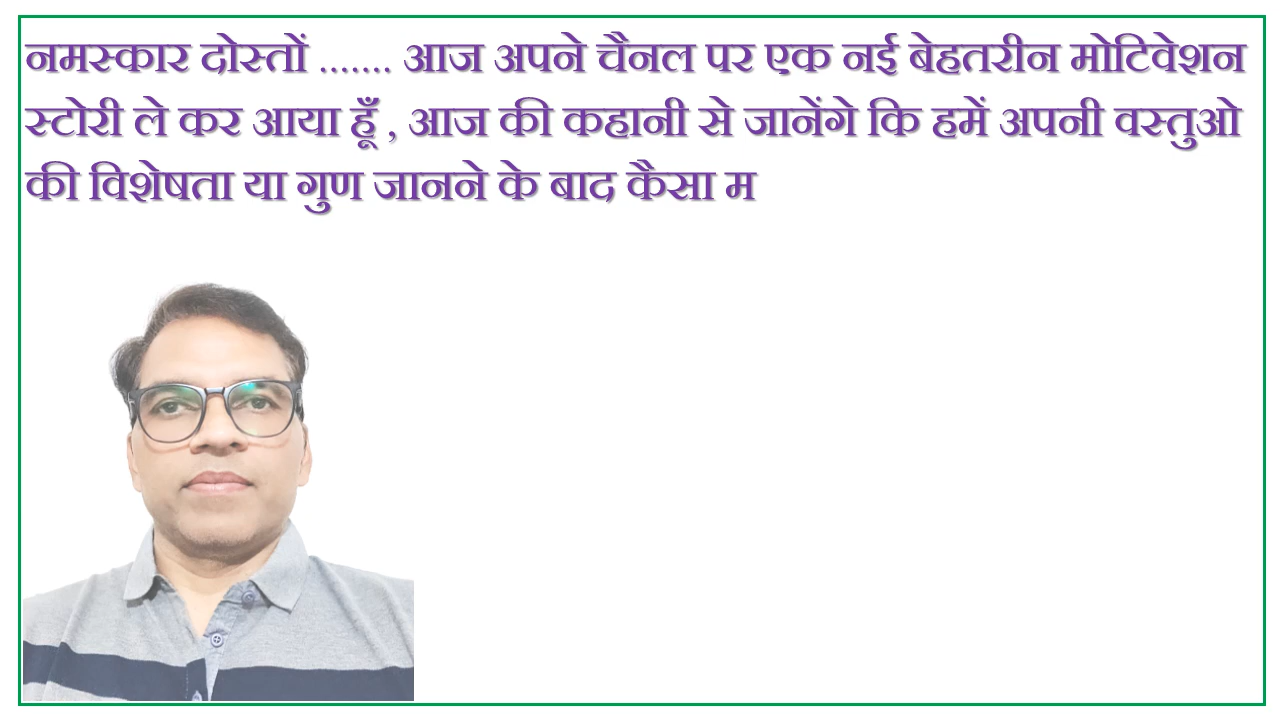 नमस्कार दोस्तों ....... आज अपने चैनल पर एक नई बेहतरीन मोटिवेशन
स्टोरी ले कर आया हूँ , आज की कहानी से जानेंगे कि हमें अपनी वस्तुओ
की विशेषता या गुण जानने के बाद कैसा म